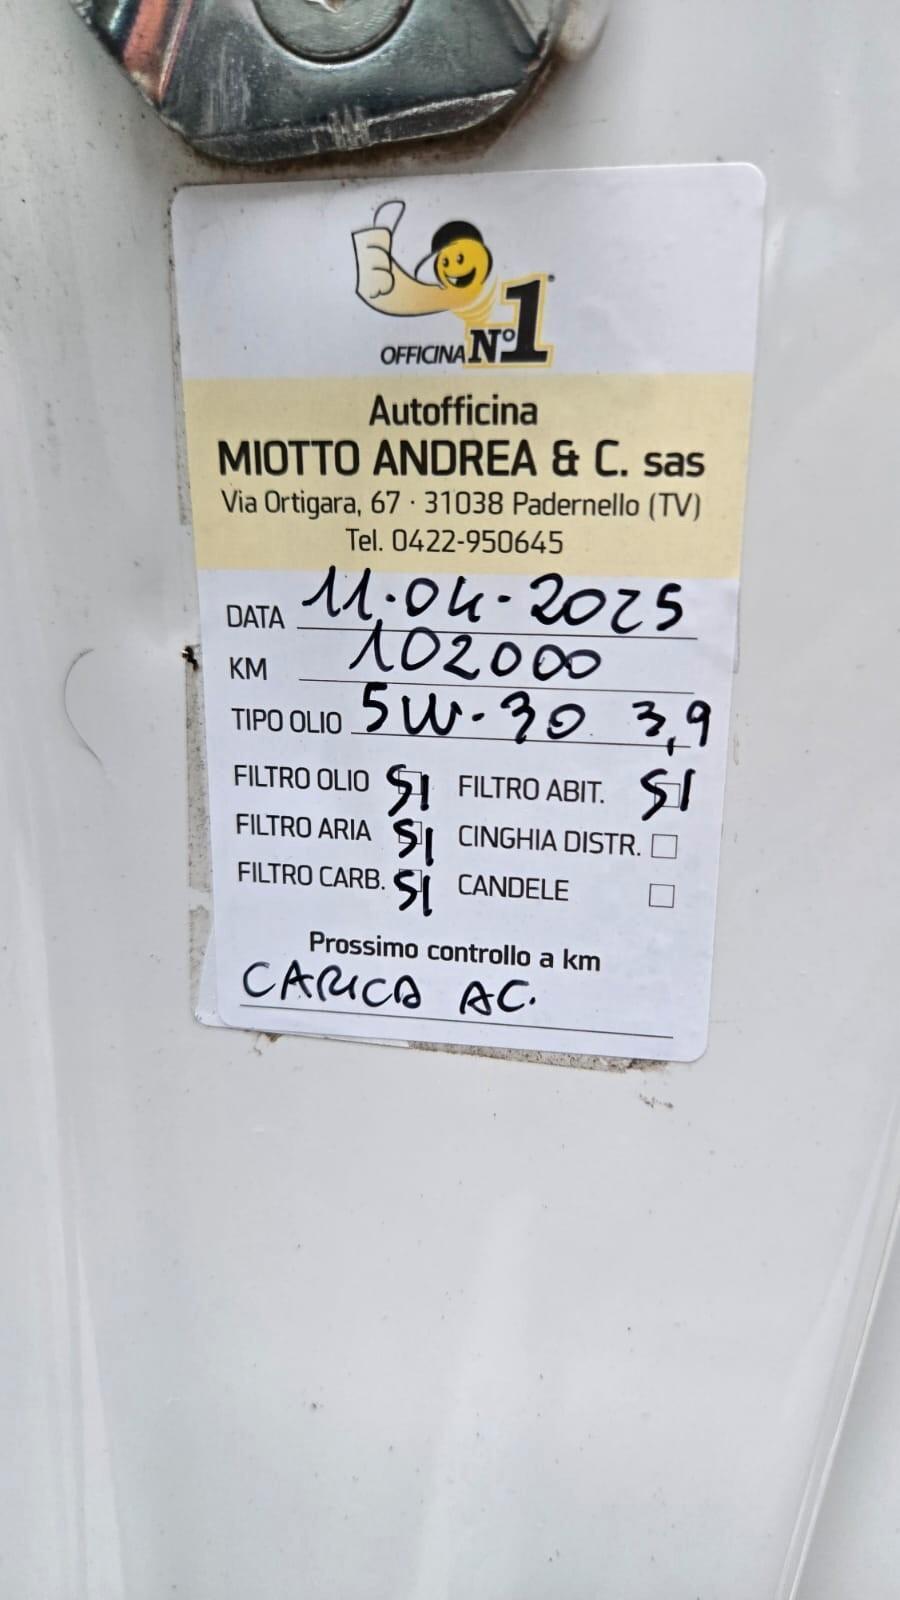 OFFICINA N°1
Autofficina
MIOTTO ANDREA & C. sas
Via Ortigara, 67 · 31038 Padernello (TV)
Tel. 0422-950645
DATA 11.04-2025
KM 102000
TIPO OLIO 5W-30 3,9
FILTRO OLIO SI FILTRO ABIT. SI
FILTRO ARIA SI CINGHIA DISTR.
FILTRO CARB. SI CANDELE
Prossimo controllo a km
CARICA AC.